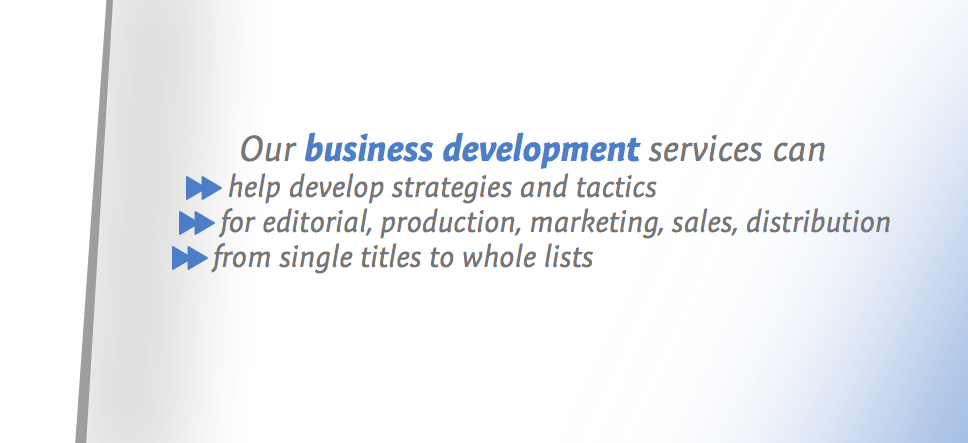 Our business development services can
help develop strategies and tactics
for editorial, production, marketing, sales, distribution
from single titles to whole lists